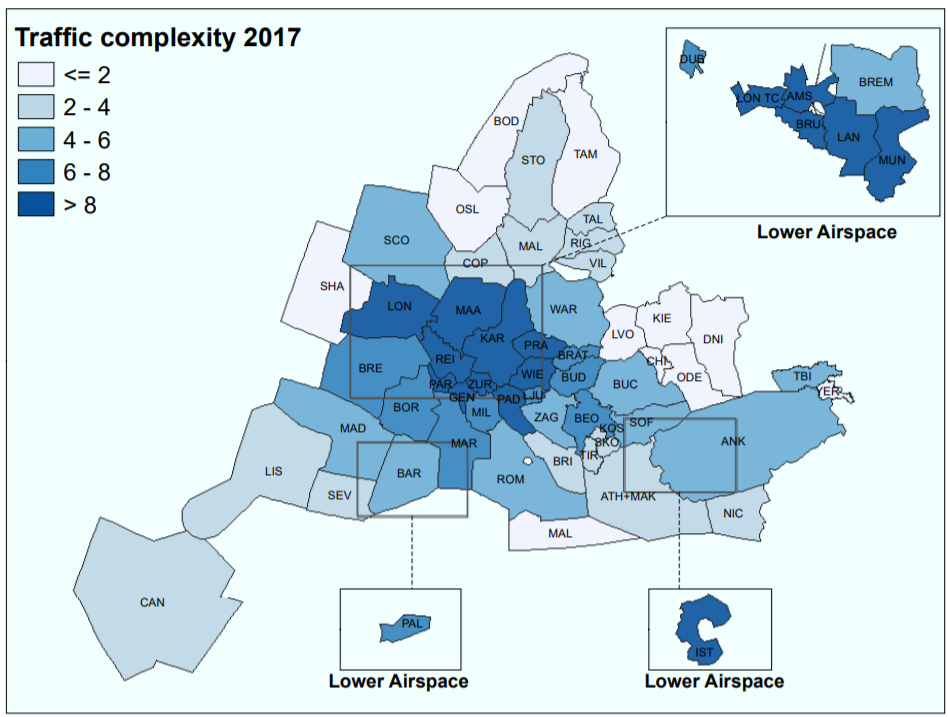 Traffic complexity 2017
<= 2
2 - 4
4 - 6
6 - 8
> 8
DUB
BREM
LON TC
AMS
BRU
LAN
MUN
Lower Airspace
BOD
STO
TAM
OSL
TAL
SCO
MAL
RIG
COP
VIL
SHA
LON
MAA
WAR
KIE
LVO
DNI
KAR
PRA
REI
BRAT
CHI
BRE
WIE
BUD
ODE
TBI
PAR
ZUR
BUC
YER
GEN
PAD
LJU
BOR
MIL
ZAG
BEO
SOF
MAD
KOS
MAR
SKO
ANK
TIR
BRI
LIS
BAR
ROM
SEV
ATH+MAK
NIC
MAL
CAN
PAL
Lower Airspace
IST
Lower Airspace